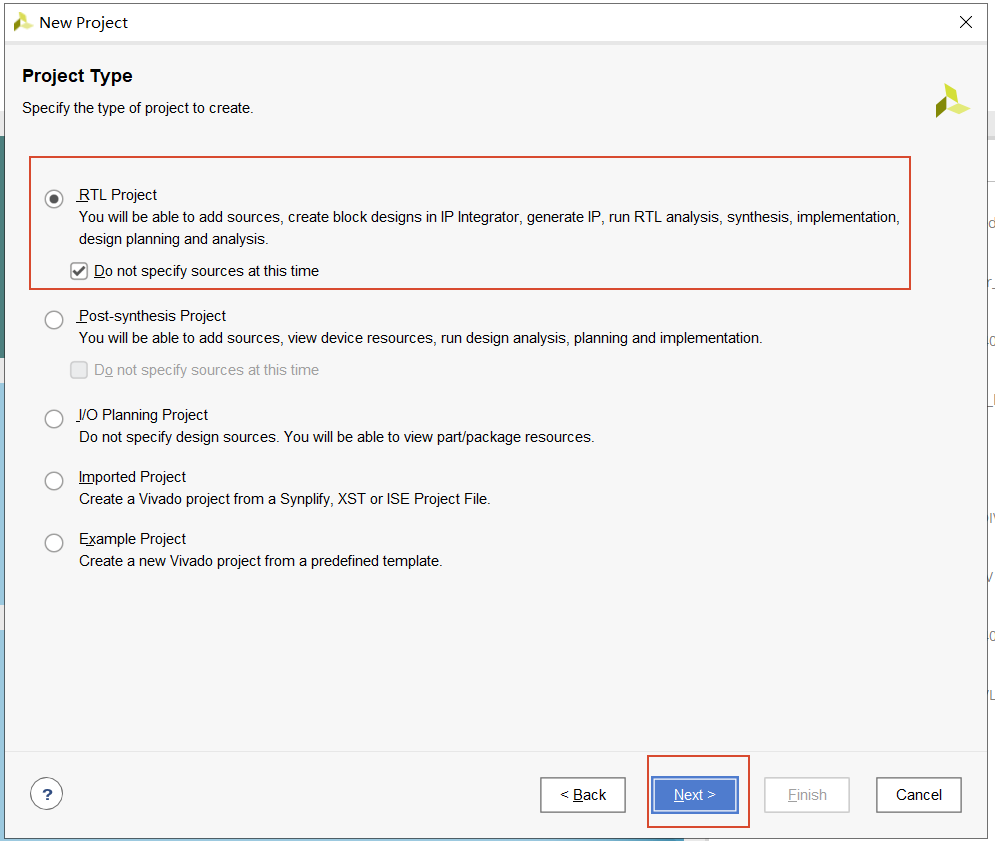 New Project
Project Type
Specify the type of project to create.
RTL Project
You will be able to add sources, create block designs in IP Integrator, generate IP, run RTL analysis, synthesis, implementation,
design planning and analysis.
Do not specify sources at this time
Post-synthesis Project
You will be able to add sources, view device resources, run design analysis, planning and implementation.
Do not specify sources at this time
I/O Planning Project
Do not specify design sources. You will be able to view part/package resources.
Imported Project
Create a Vivado project from a Synplify, XST or ISE Project File.
Example Project
Create a new Vivado project from a predefined template.
?
< Back
Next >
Finish
Cancel